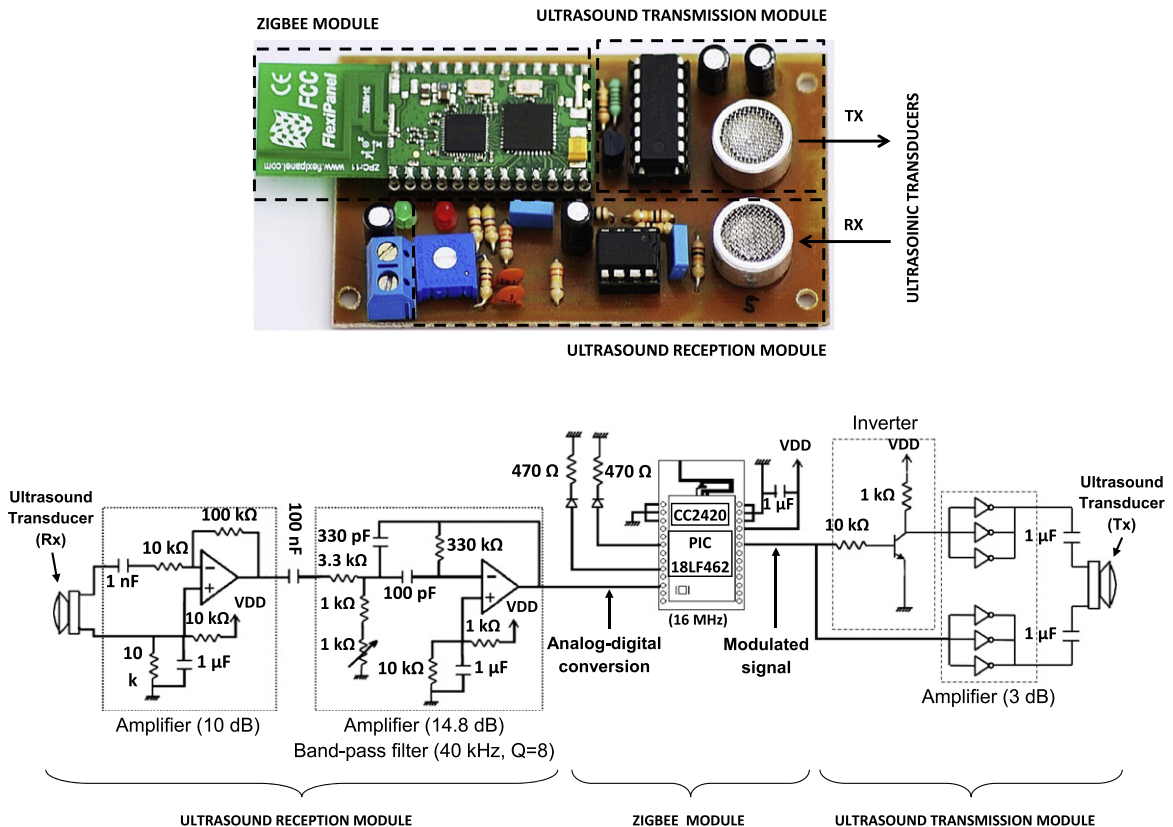 ULTRASOUND TRANSMISSION MODULE
ZIGBEE MODULE
CE
FCC
FlexiPanel
www.flexipanel.com
TX
RX
ULTRASOINIC TRANSDUCERS
5
ULTRASOUND RECEPTION MODULE
Inverter
VDD
VDD
470 Ω
470 Ω
1 kΩ
Ultrasound
Transducer
(Tx)
Ultrasound
Transducer
(Rx)
100 kΩ
100 nF
330 pF
330 kΩ
1 µF
CC2420
10 kΩ
1 µF
10 kΩ
3.3 kΩ
PIC
18LF462
1 nF
100 pF
1 kΩ
VDD
VDD
(16 MHz)
10 kΩ
1 kΩ
1 kΩ
Analog-digital
conversion
Modulated
signal
1 µF
10
k
1 µF
10 kΩ
1 µF
Amplifier (3 dB)
Amplifier (10 dB)
Amplifier (14.8 dB)
Band-pass filter (40 kHz, Q=8)
ULTRASOUND RECEPTION MODULE
ZIGBEE MODULE
ULTRASOUND TRANSMISSION MODULE